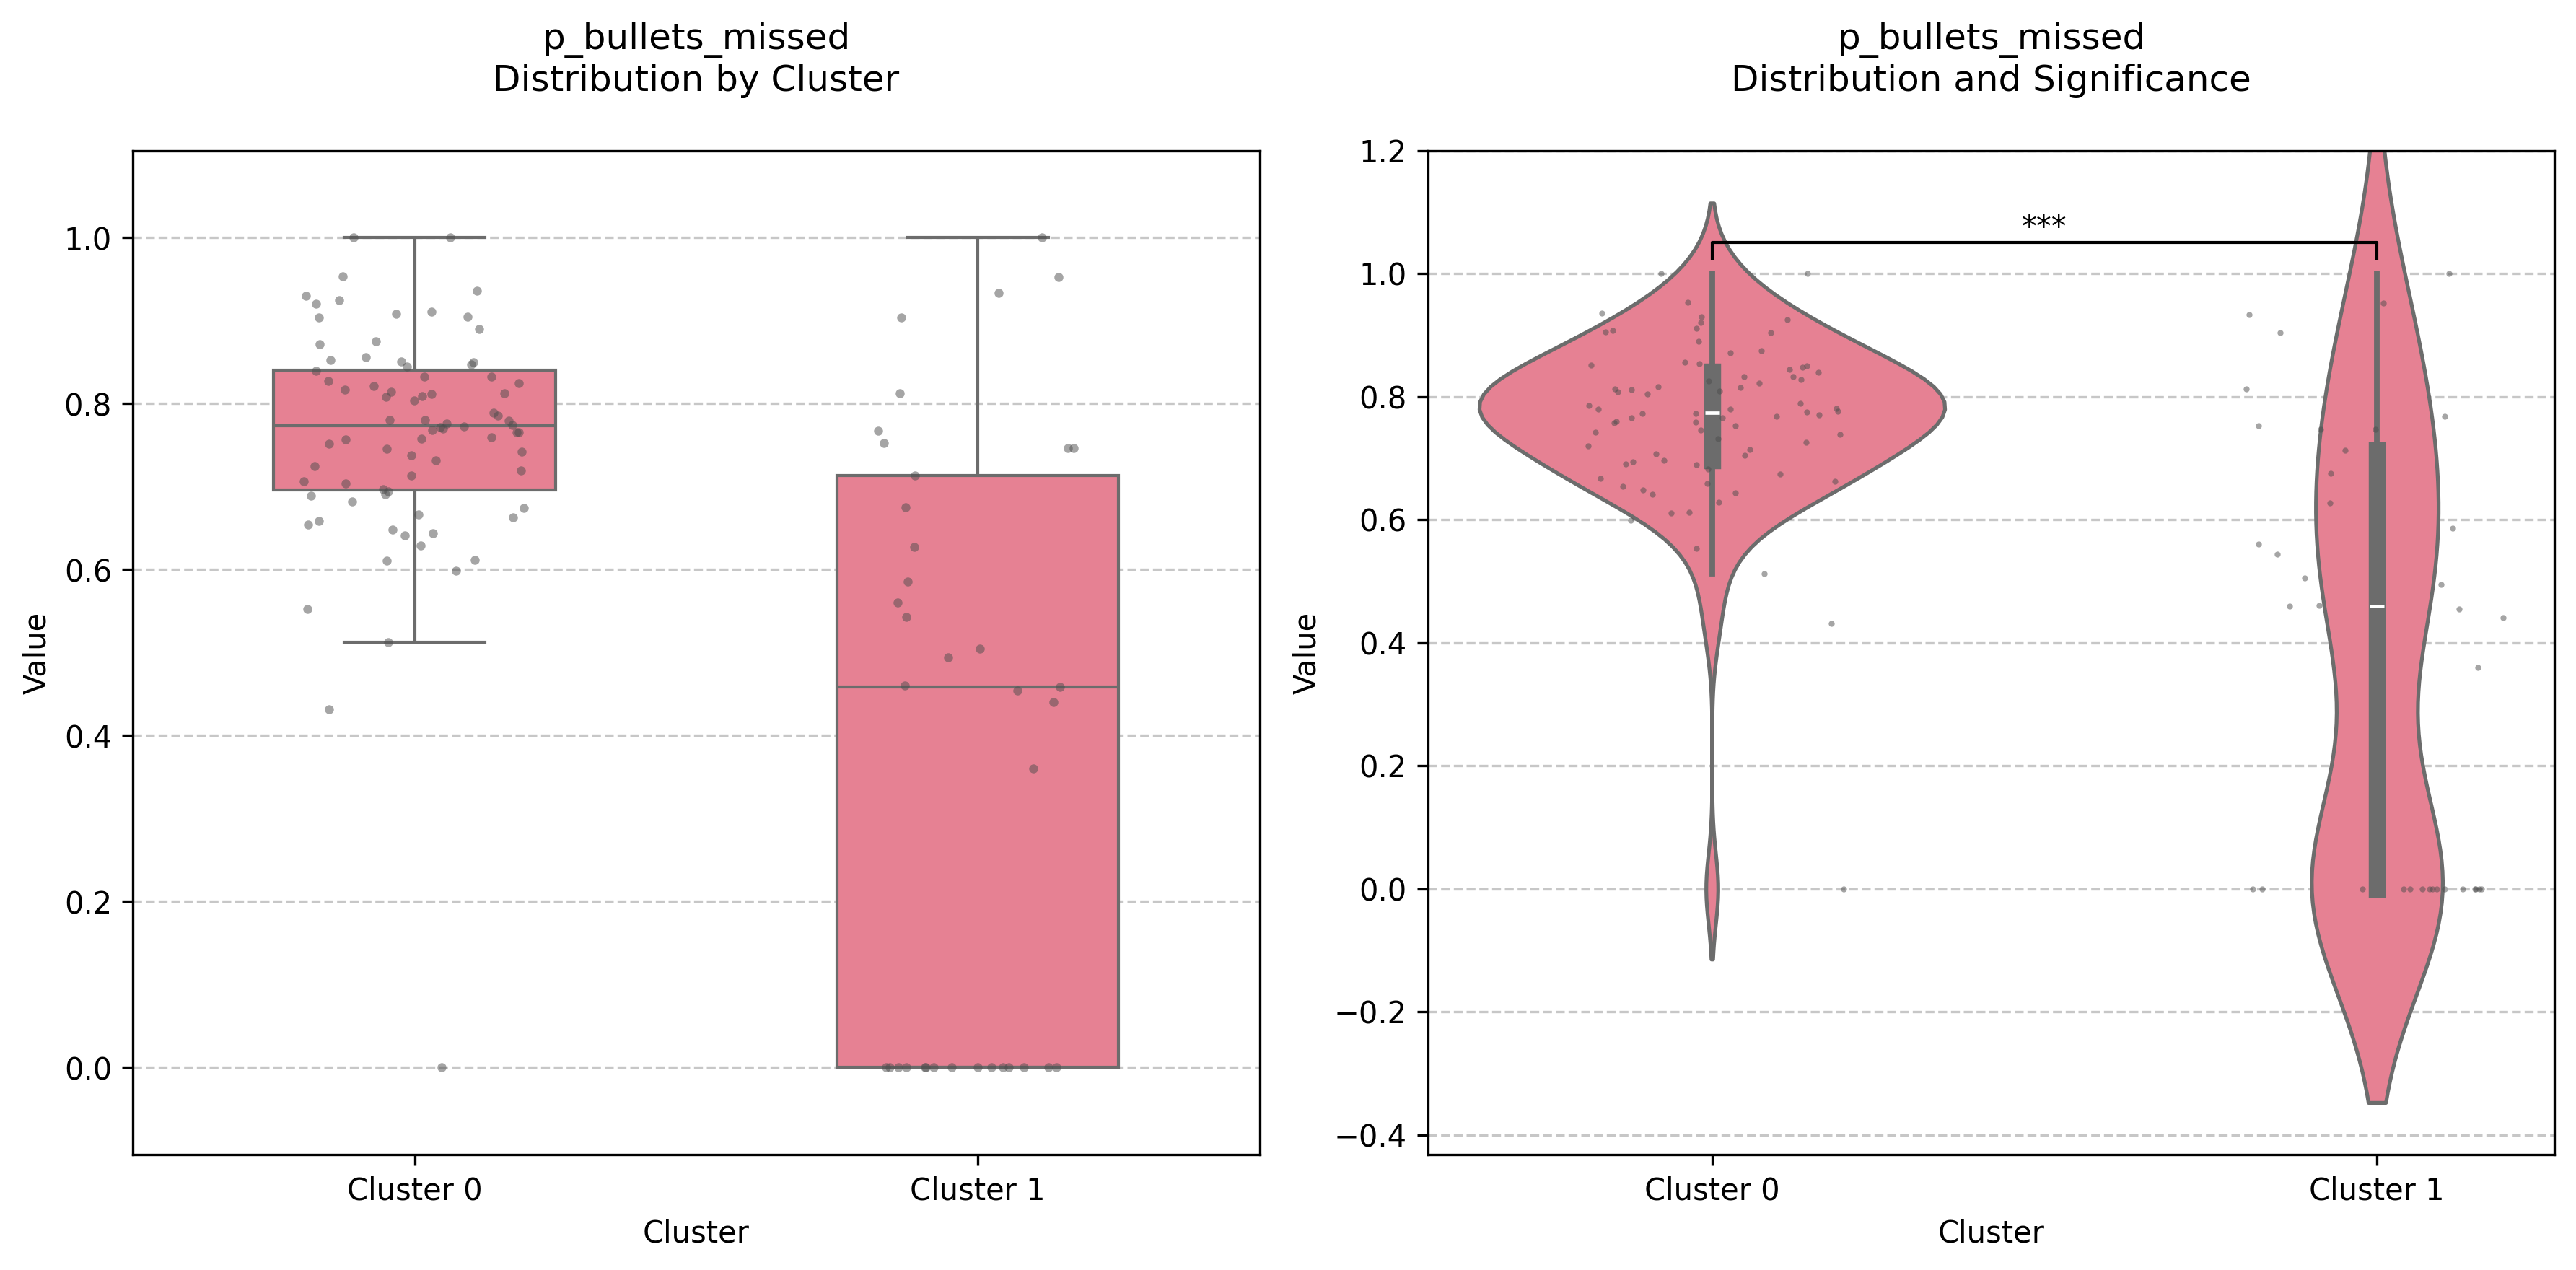 p_bullets_missed
Distribution by Cluster
Value
1.0
0.8
0.6
0.4
0.2
0.0
Cluster 0
Cluster 1
Cluster
p_bullets_missed
Distribution and Significance
Value
1.2
1.0
0.8
0.6
0.4
0.2
0.0
−0.2
−0.4
***
Cluster 0
Cluster 1
Cluster